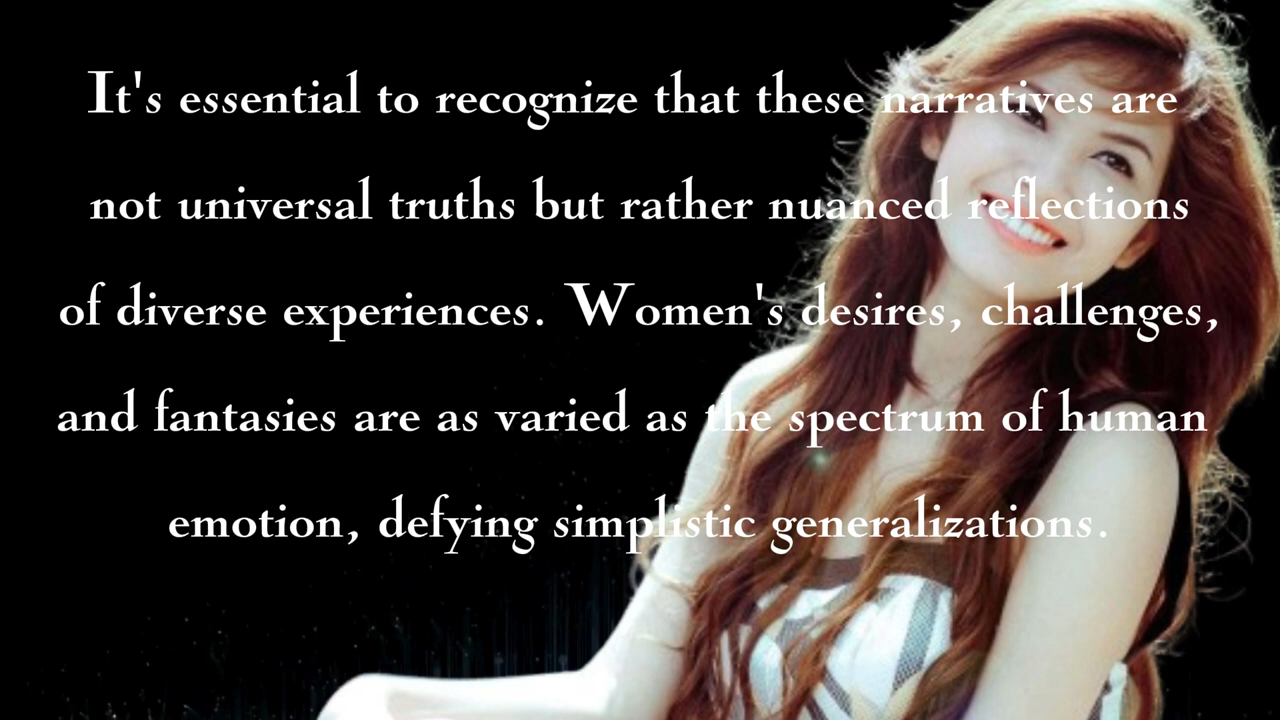 It's essential to recognize that these narratives are
not universal truths but rather nuanced reflections
of diverse experiences. Women's desires, challenges,
and fantasies are as varied as the spectrum of human
emotion, defying simplistic generalizations.